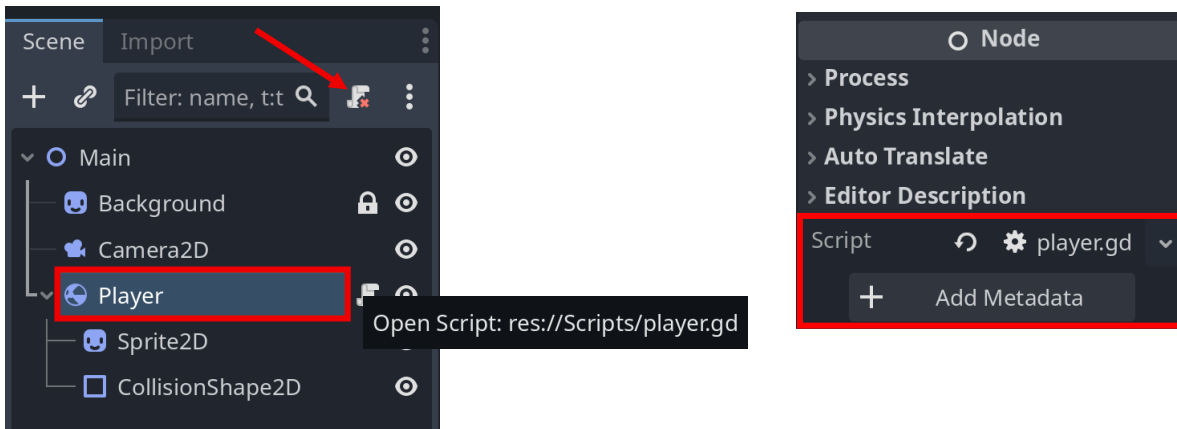 Scene
Import
Filter: name, t:t
Main
Background
Camera2D
Player
Open Script: res://Scripts/player.gd
Sprite2D
CollisionShape2D
Node
Process
Physics Interpolation
Auto Translate
Editor Description
Script
player.gd
Add Metadata